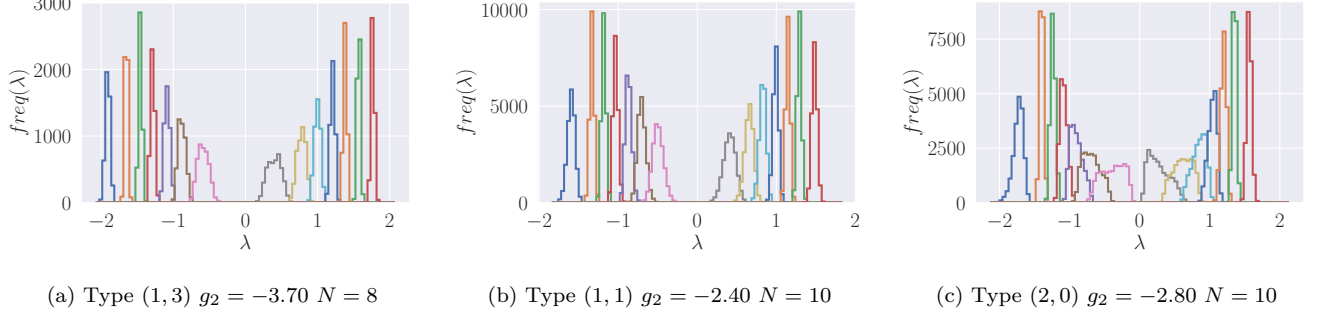 3000
2000
1000
0
freq(λ)
−2
−1
0
1
2
λ
10000
5000
0
freq(λ)
−2
−1
0
1
2
λ
7500
5000
2500
0
freq(λ)
−2
−1
0
1
2
λ
(a) Type (1, 3) g₂ = −3.70 N = 8
(b) Type (1, 1) g₂ = −2.40 N = 10
(c) Type (2, 0) g₂ = −2.80 N = 10